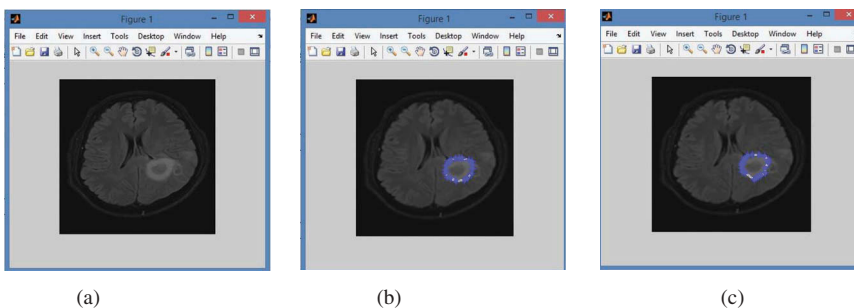 Figure 1
File Edit View Insert Tools Desktop Window Help
Figure 1
File Edit View Insert Tools Desktop Window Help
Figure 1
File Edit View Insert Tools Desktop Window Help
(a) (b) (c)